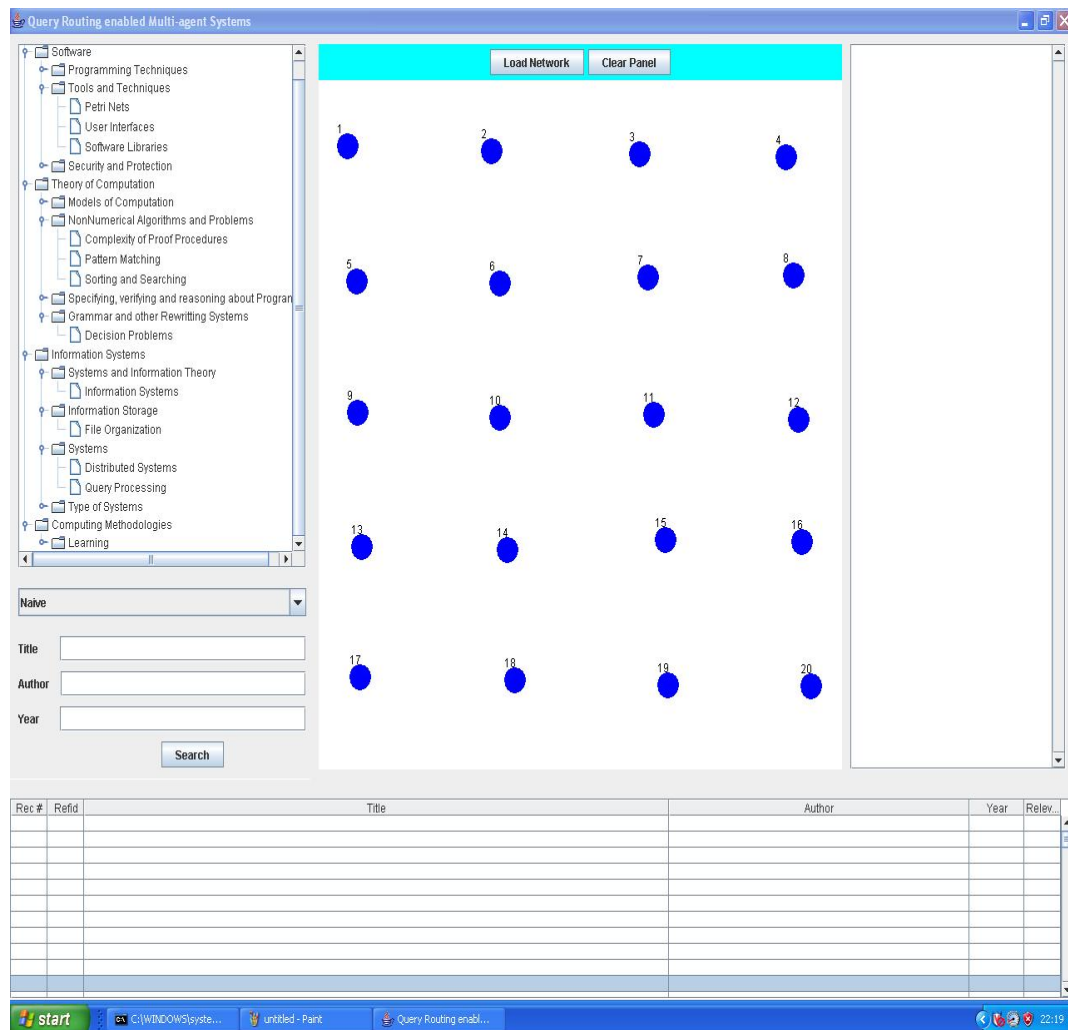 Query Routing enabled Multi-agent Systems
Software
Programming Techniques
Tools and Techniques
Petri Nets
User Interfaces
Software Libraries
Security and Protection
Theory of Computation
Models of Computation
NonNumerical Algorithms and Problems
Complexity of Proof Procedures
Pattern Matching
Sorting and Searching
Specifying, verifying and reasoning about Progran
Grammar and other Rewritting Systems
Decision Problems
Information Systems
Systems and Information Theory
Information Systems
Information Storage
File Organization
Systems
Distributed Systems
Query Processing
Type of Systems
Computing Methodologies
Learning
Naive
Title
Author
Year
Search
Load Network Clear Panel
1 2 3 4
5 6 7 8
9 10 11 12
13 14 15 16
17 18 19 20
Rec # Refid Title Author Year Relev...
start C:\WINDOWS\syste... untitled - Paint Query Routing enabl... 22:19